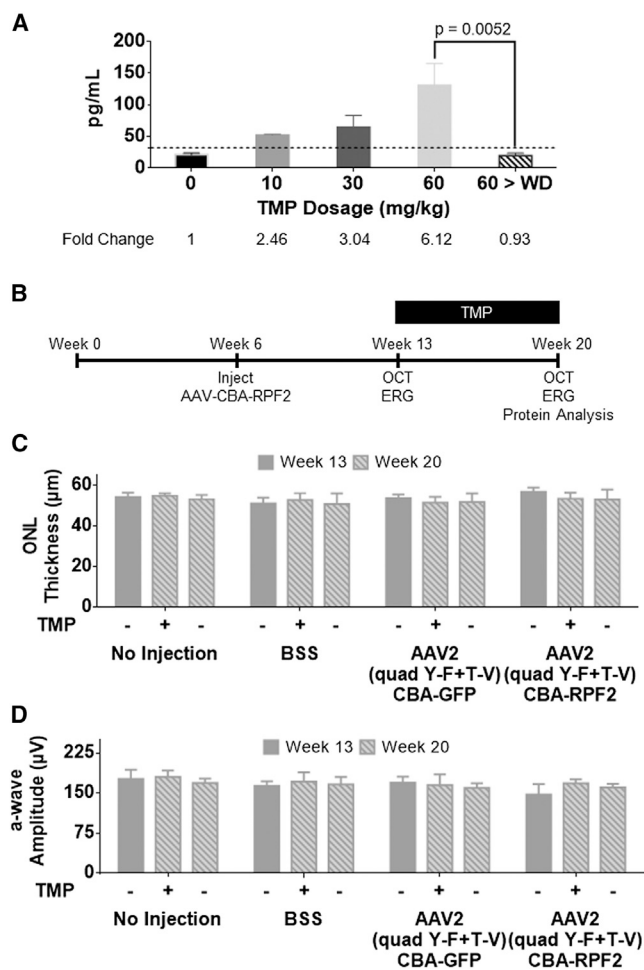 A
p = 0.0052
200
150
100
50
0
pg/mL
0 10 30 60 60 > WD
TMP Dosage (mg/kg)
Fold Change 1 2.46 3.04 6.12 0.93
B
TMP
Week 0 Week 6 Week 13 Week 20
Inject OCT OCT
AAV-CBA-RPF2 ERG ERG
Protein Analysis
C
Week 13 Week 20
60
40
20
0
ONL
Thickness (µm)
TMP - + - - + - - + - - + -
No Injection BSS AAV2 AAV2
(quad Y-F+T-V) (quad Y-F+T-V)
CBA-GFP CBA-RPF2
D
Week 13 Week 20
225
150
75
0
a-wave
Amplitude (µV)
TMP - + - - + - - + - - + -
No Injection BSS AAV2 AAV2
(quad Y-F+T-V) (quad Y-F+T-V)
CBA-GFP CBA-RPF2